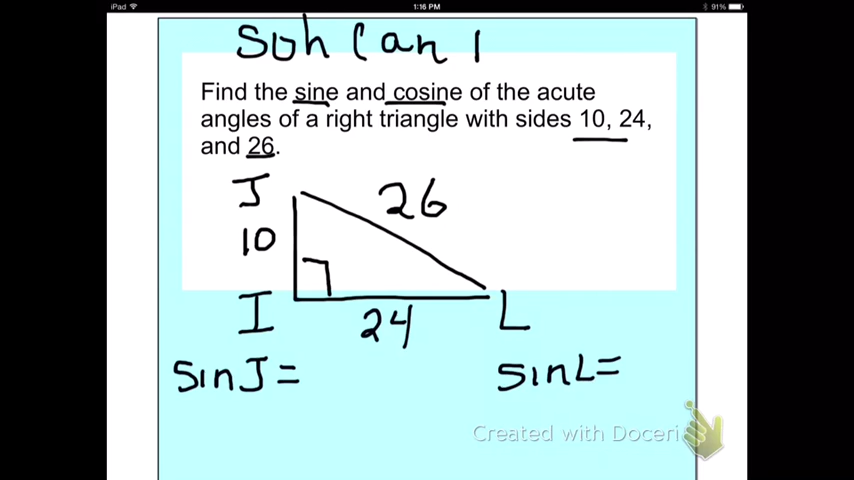 iPad 1:16 PM 91%
Soh Cah
Find the sine and cosine of the acute
angles of a right triangle with sides 10, 24,
and 26.
J
26
10
I
24
L
sinJ=
sinL=
Created with Doceri